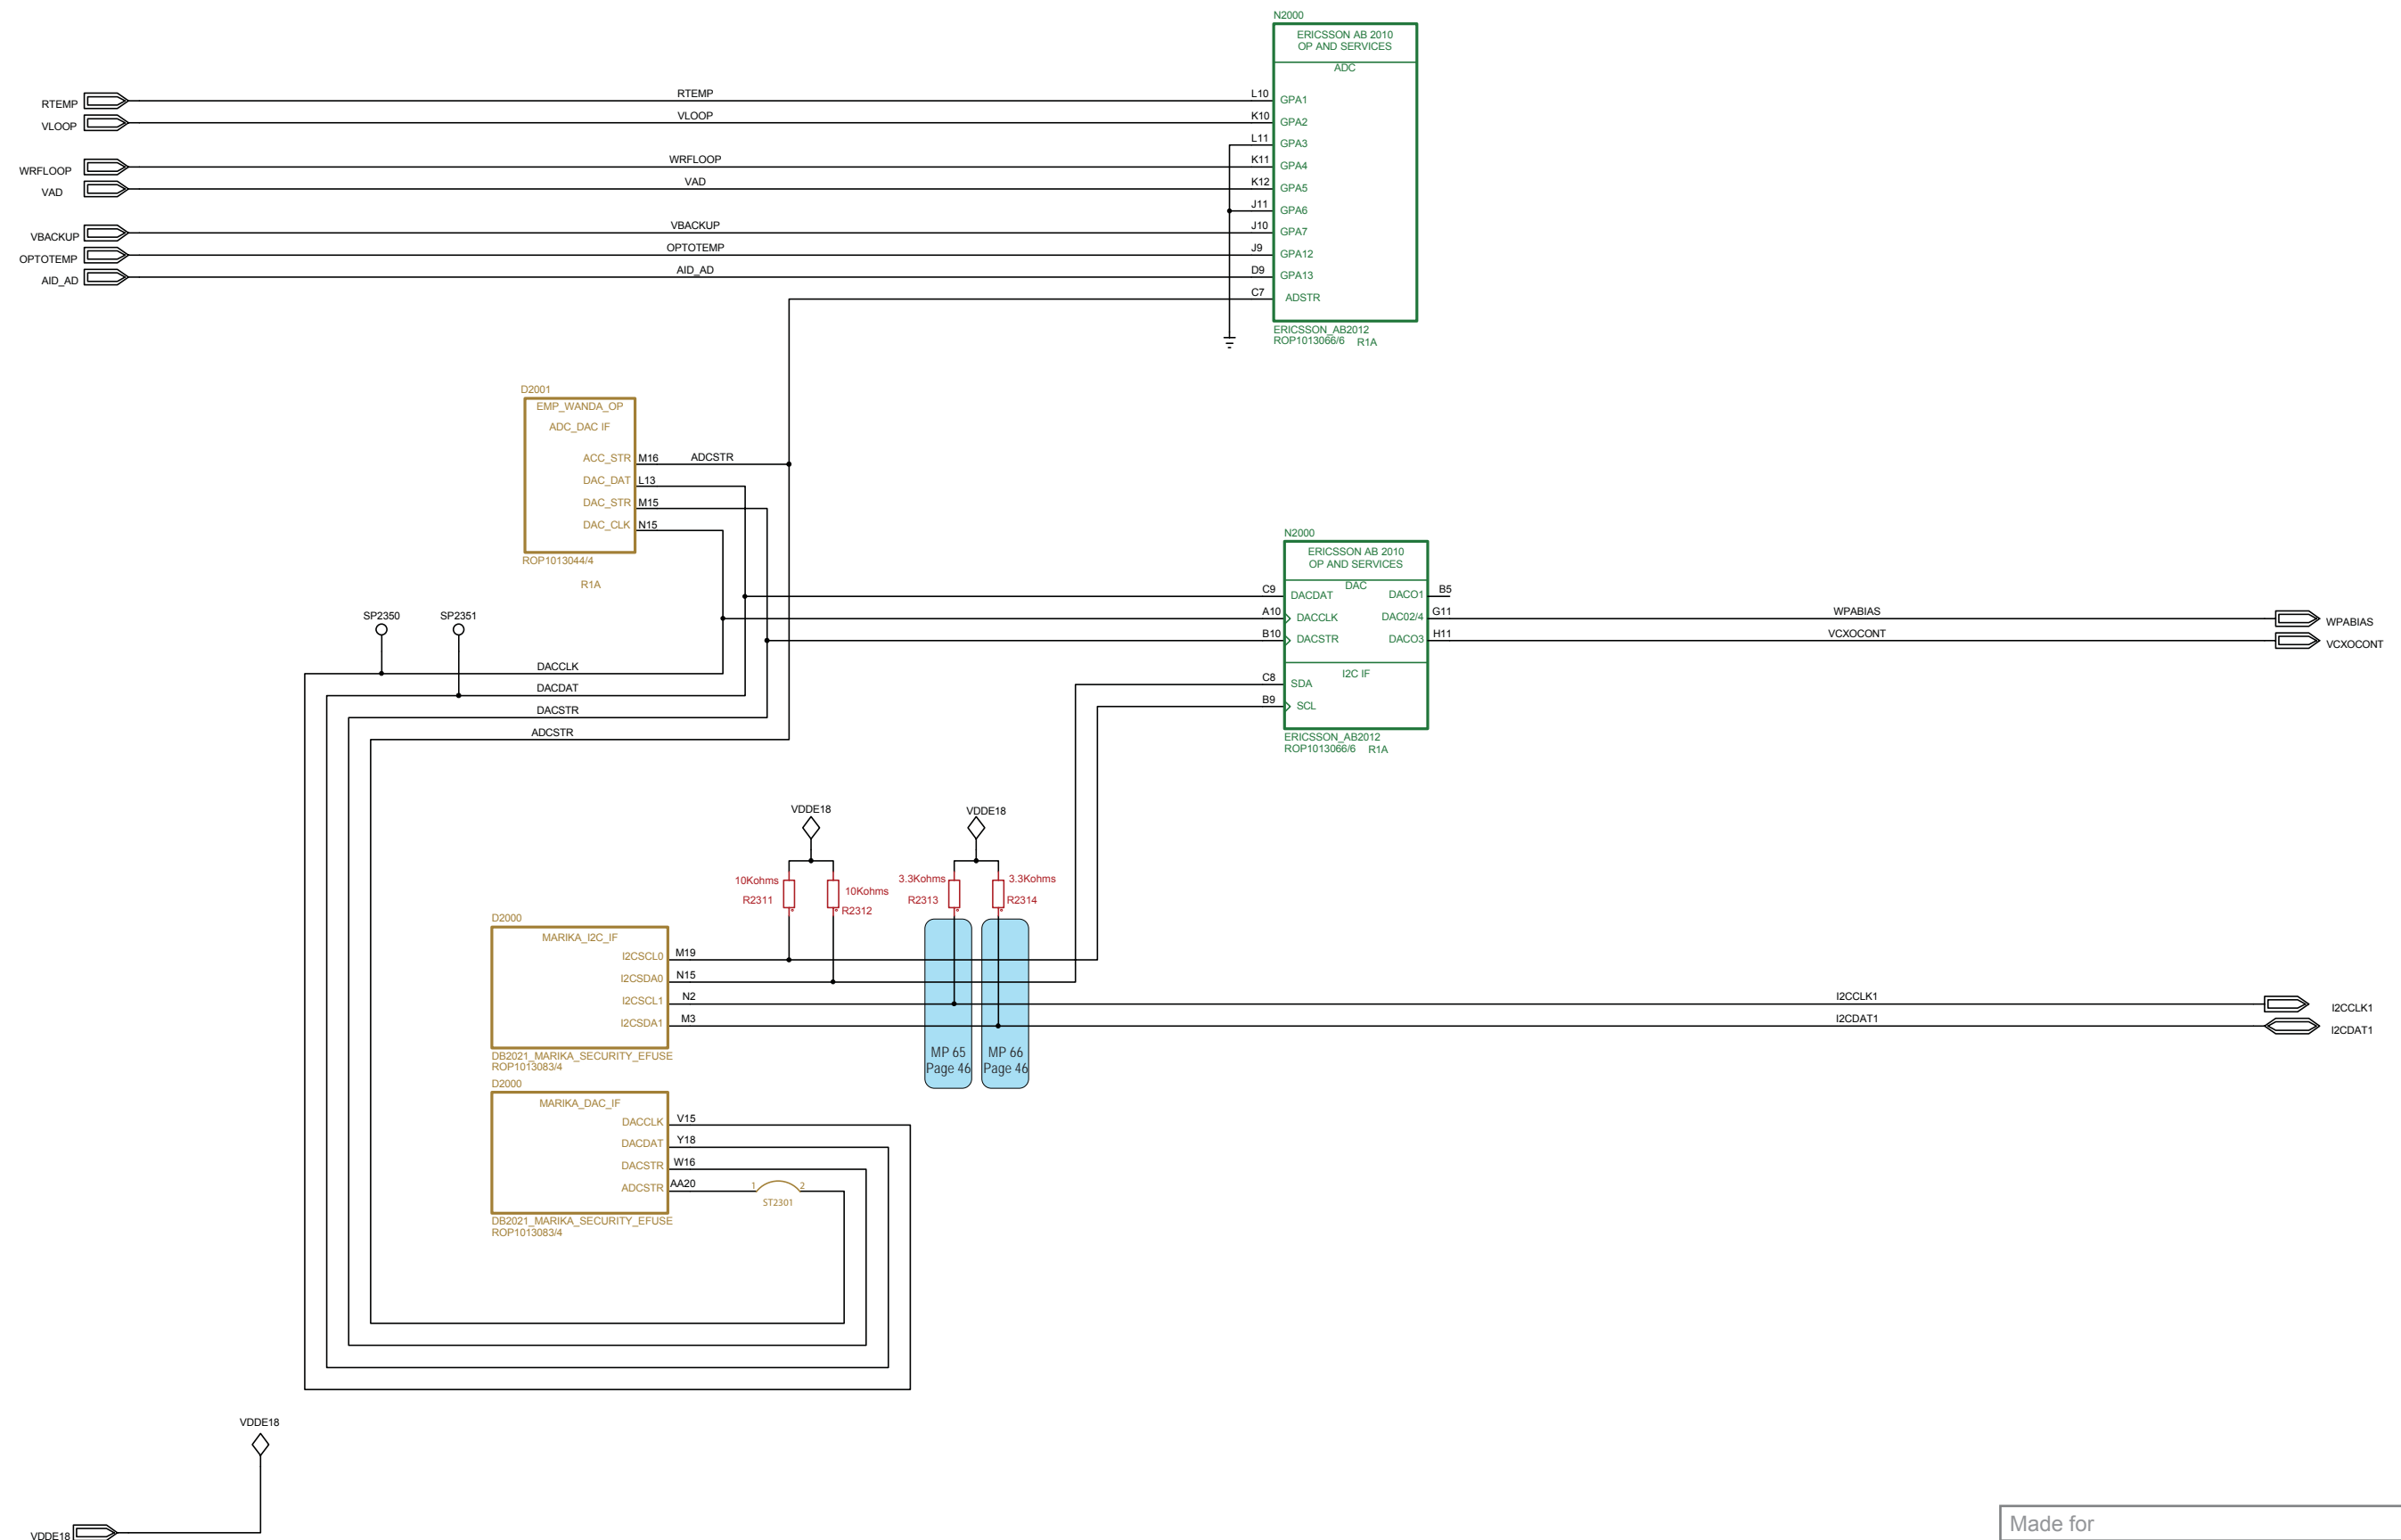 N2000
ERICSSON AB 2010
OP AND SERVICES
ADC
RTEMP RTEMP L10 GPA1
VLOOP VLOOP K10 GPA2
L11 GPA3
WRFLOOP WRFLOOP K11 GPA4
VAD VAD K12 GPA5
J11 GPA6
VBACKUP VBACKUP J10 GPA7
OPTOTEMP OPTOTEMP J9 GPA12
AID_AD AID_AD D9 GPA13
C7 ADSTR
ERICSSON_AB2012
ROP1013066/6 R1A
D2001
EMP_WANDA_OP
ADC_DAC IF
ACC_STR M16 ADCSTR
DAC_DAT L13
DAC_STR M15
DAC_CLK N15
ROP1013044/4
R1A
N2000
ERICSSON AB 2010
OP AND SERVICES
DAC
C9 DACDAT DACO1 B5
A10 DACCLK DAC02/4 G11 WPABIAS WPABIAS
B10 DACSTR DACO3 H11 VCXOCONT VCXOCONT
I2C IF
C8 SDA
B9 SCL
ERICSSON_AB2012
ROP1013066/6 R1A
SP2350 SP2351
DACCLK
DACDAT
DACSTR
ADCSTR
VDDE18 VDDE18
10Kohms 10Kohms 3.3Kohms 3.3Kohms
R2311 R2312 R2313 R2314
D2000
MARIKA_I2C_IF
I2CSCL0 M19
I2CSDA0 N15
I2CSCL1 N2 I2CCLK1 I2CCLK1
I2CSDA1 M3 I2CDAT1 I2CDAT1
DB2021_MARIKA_SECURITY_EFUSE
ROP1013083/4
MP 65
Page 46
MP 66
Page 46
D2000
MARIKA_DAC_IF
DACCLK V15
DACDAT Y18
DACSTR W16
ADCSTR AA20 1 2
ST2301
DB2021_MARIKA_SECURITY_EFUSE
ROP1013083/4
VDDE18
VDDE18
Made for